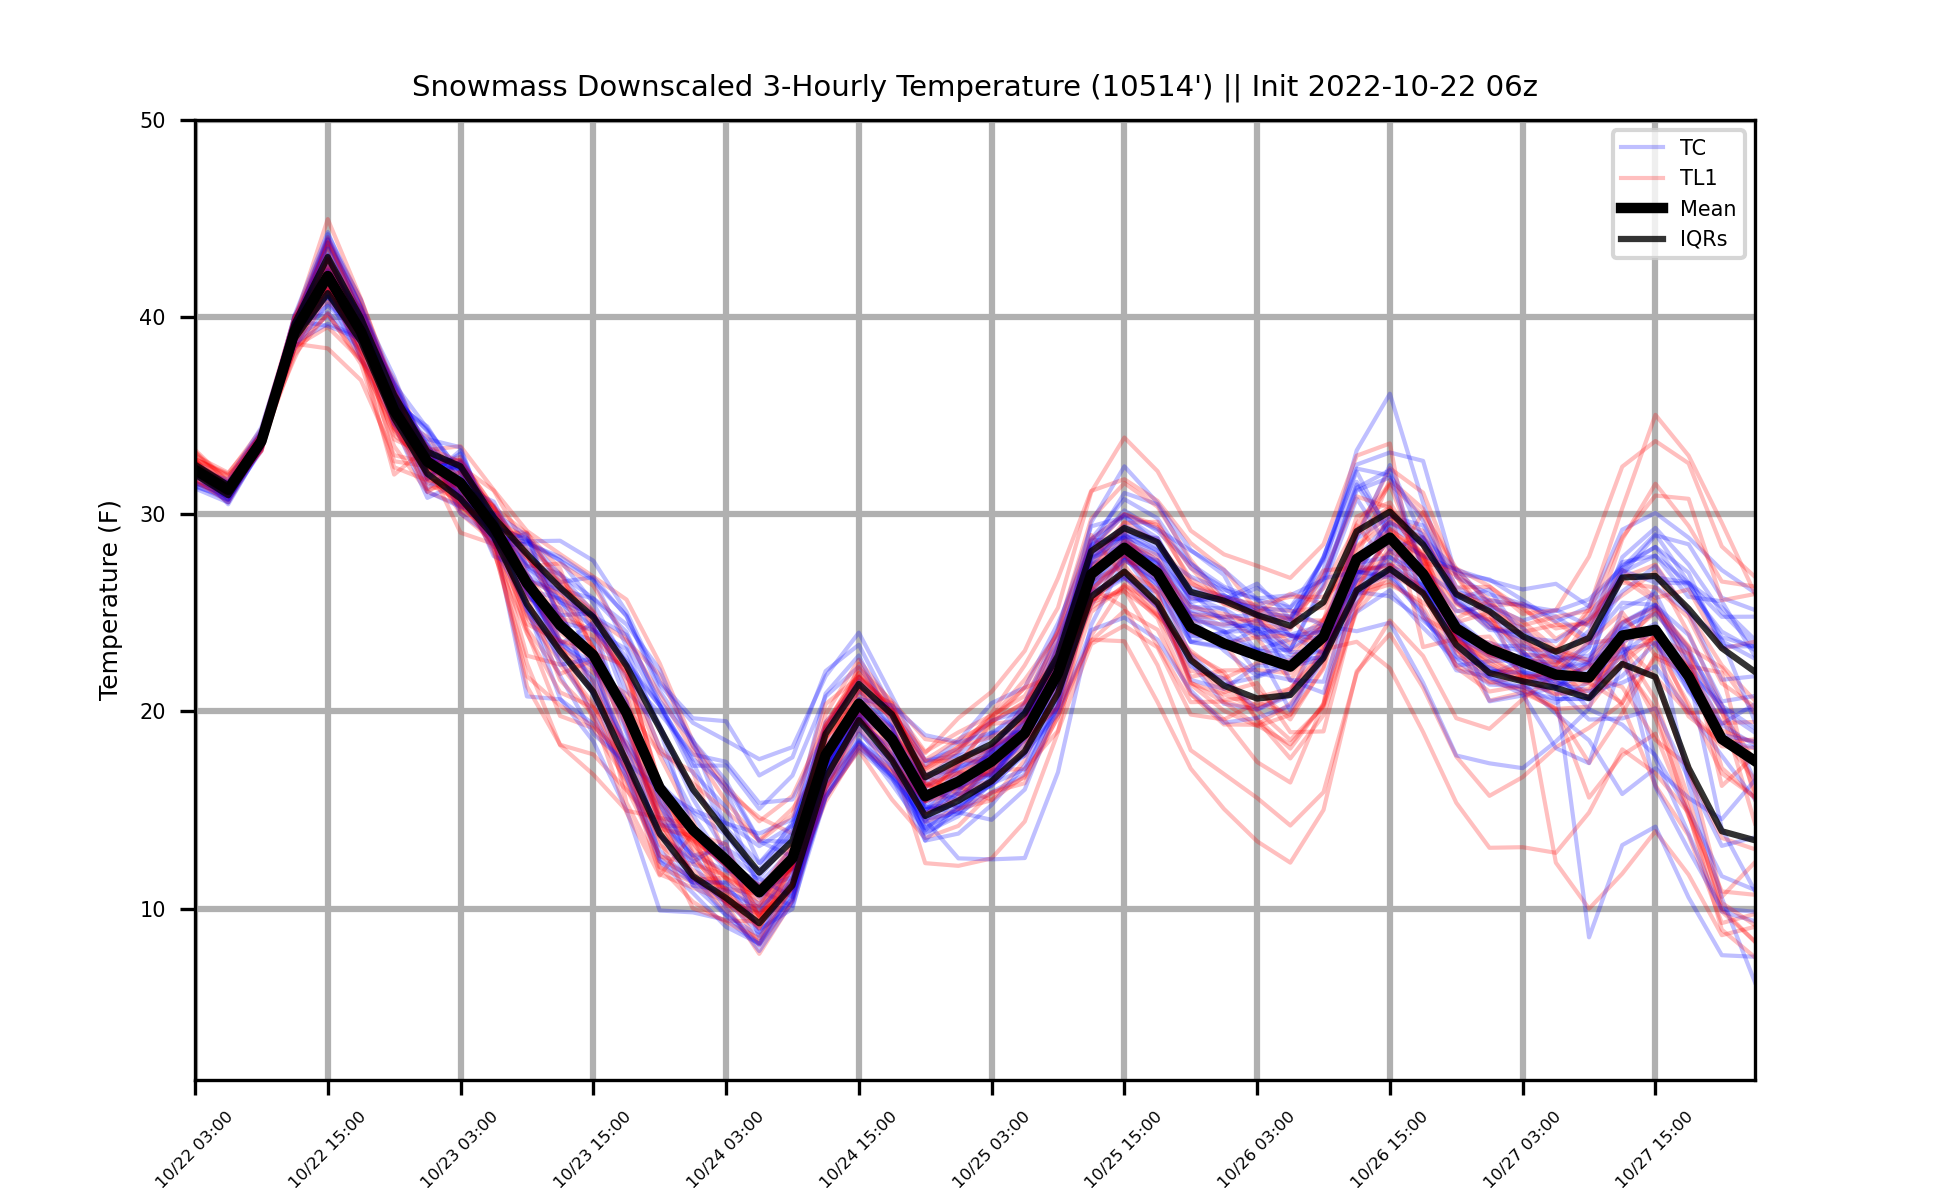 Snowmass Downscaled 3-Hourly Temperature (10514') || Init 2022-10-22 06z
50
40
30
20
10
Temperature (F)
TC
TL1
Mean
IQRs
10/22 03:00
10/22 15:00
10/23 03:00
10/23 15:00
10/24 03:00
10/24 15:00
10/25 03:00
10/25 15:00
10/26 03:00
10/26 15:00
10/27 03:00
10/27 15:00